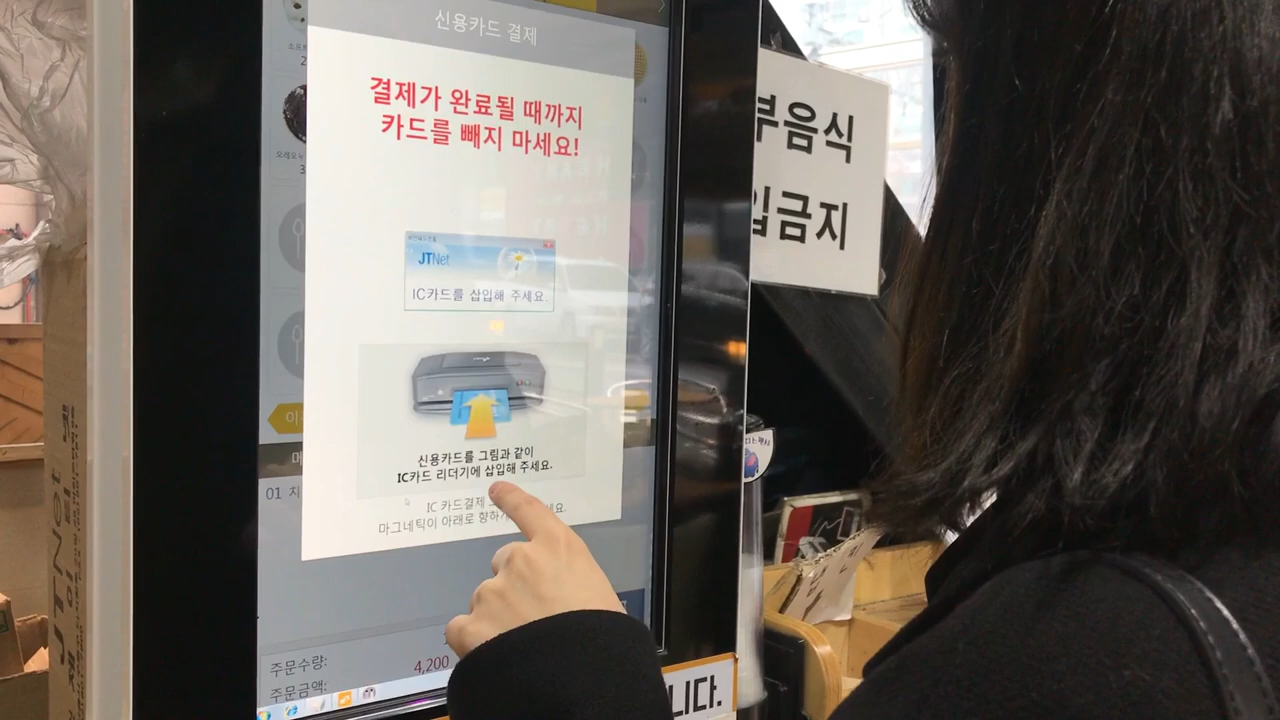 신용카드 결제
결제가 완료될 때까지
카드를 빼지 마세요!
JTNet
IC카드를 삽입해 주세요.
신용카드를 그림과 같이
IC카드 리더기에 삽입해 주세요.
IC 카드결제
마그네틱이 아래로
01
주문수량:
4,200
주문금액:
부음식
입금지
니다.
JTNet